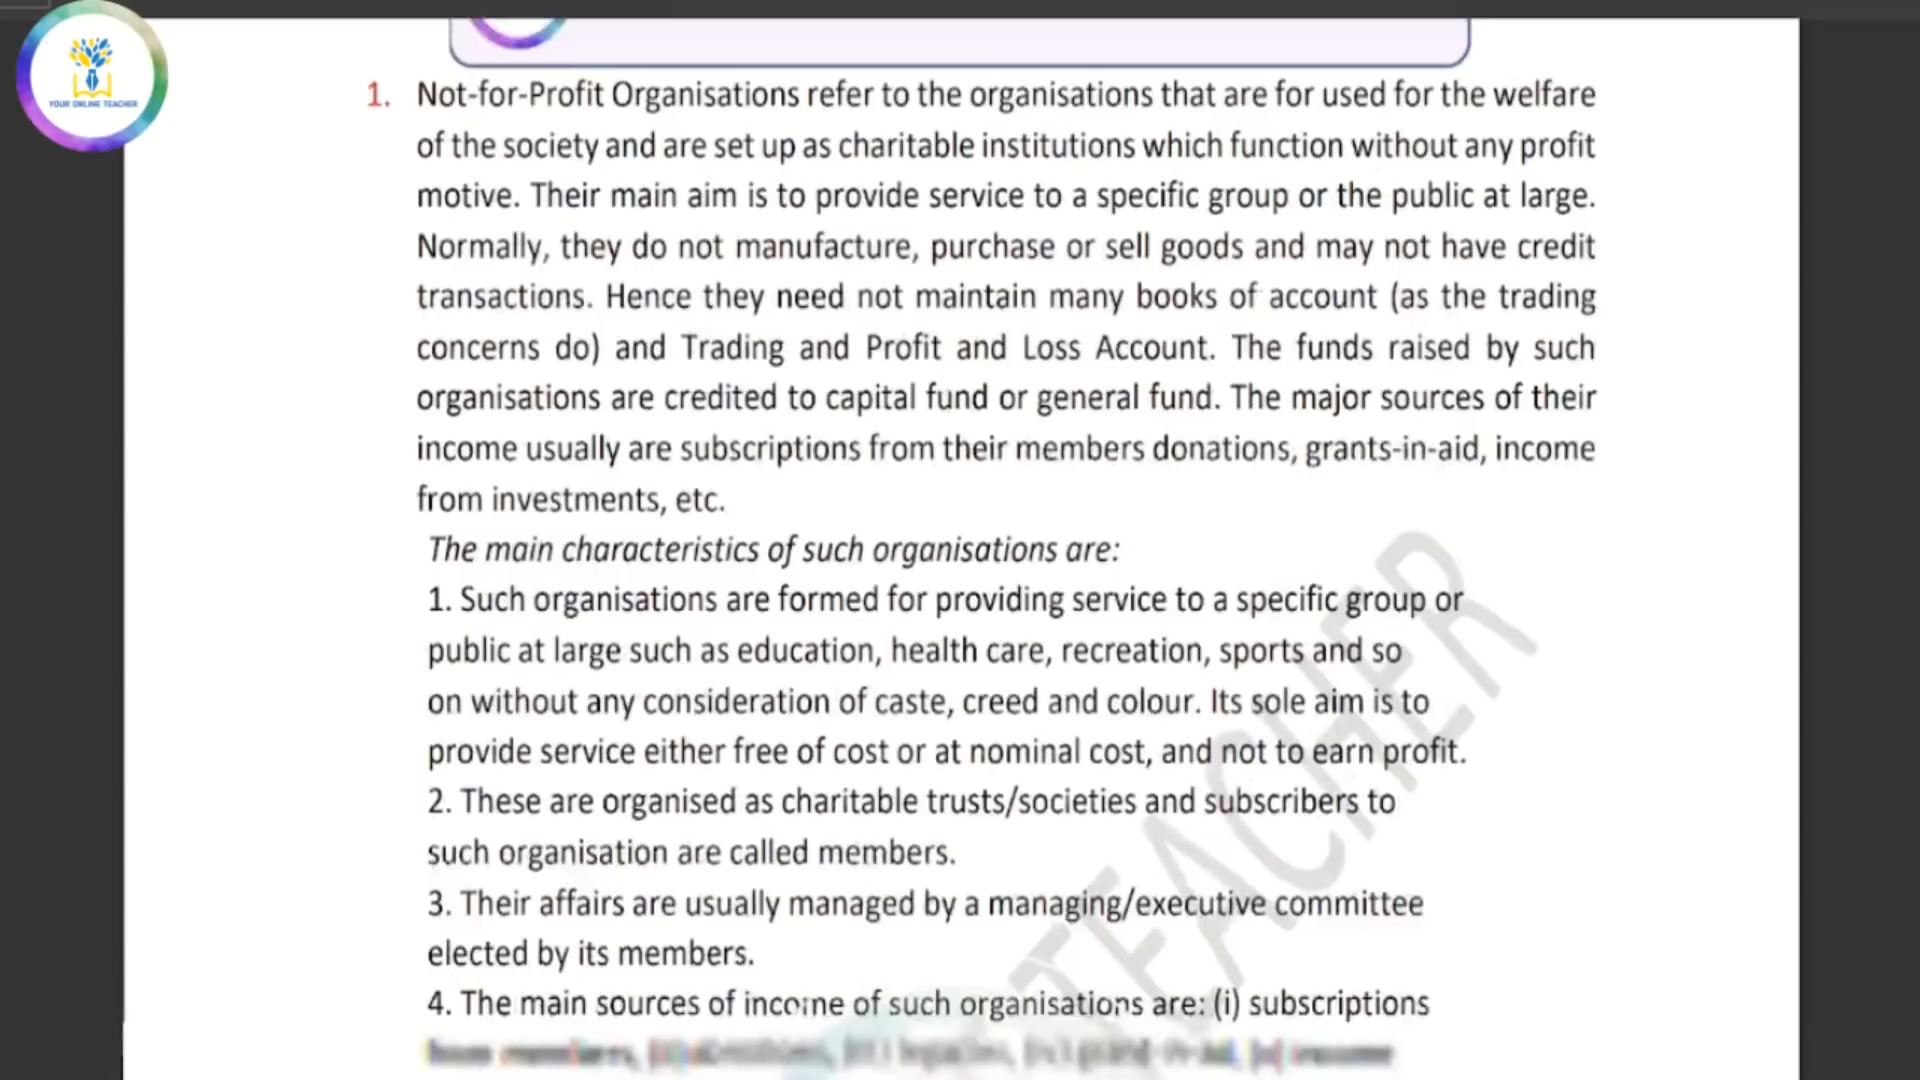 YOUR ONLINE TEACHER
1. Not-for-Profit Organisations refer to the organisations that are for used for the welfare
of the society and are set up as charitable institutions which function without any profit
motive. Their main aim is to provide service to a specific group or the public at large.
Normally, they do not manufacture, purchase or sell goods and may not have credit
transactions. Hence they need not maintain many books of account (as the trading
concerns do) and Trading and Profit and Loss Account. The funds raised by such
organisations are credited to capital fund or general fund. The major sources of their
income usually are subscriptions from their members donations, grants-in-aid, income
from investments, etc.
The main characteristics of such organisations are:
1. Such organisations are formed for providing service to a specific group or
public at large such as education, health care, recreation, sports and so
on without any consideration of caste, creed and colour. Its sole aim is to
provide service either free of cost or at nominal cost, and not to earn profit.
2. These are organised as charitable trusts/societies and subscribers to
such organisation are called members.
3. Their affairs are usually managed by a managing/executive committee
elected by its members.
4. The main sources of income of such organisations are: (i) subscriptions
TEACHER